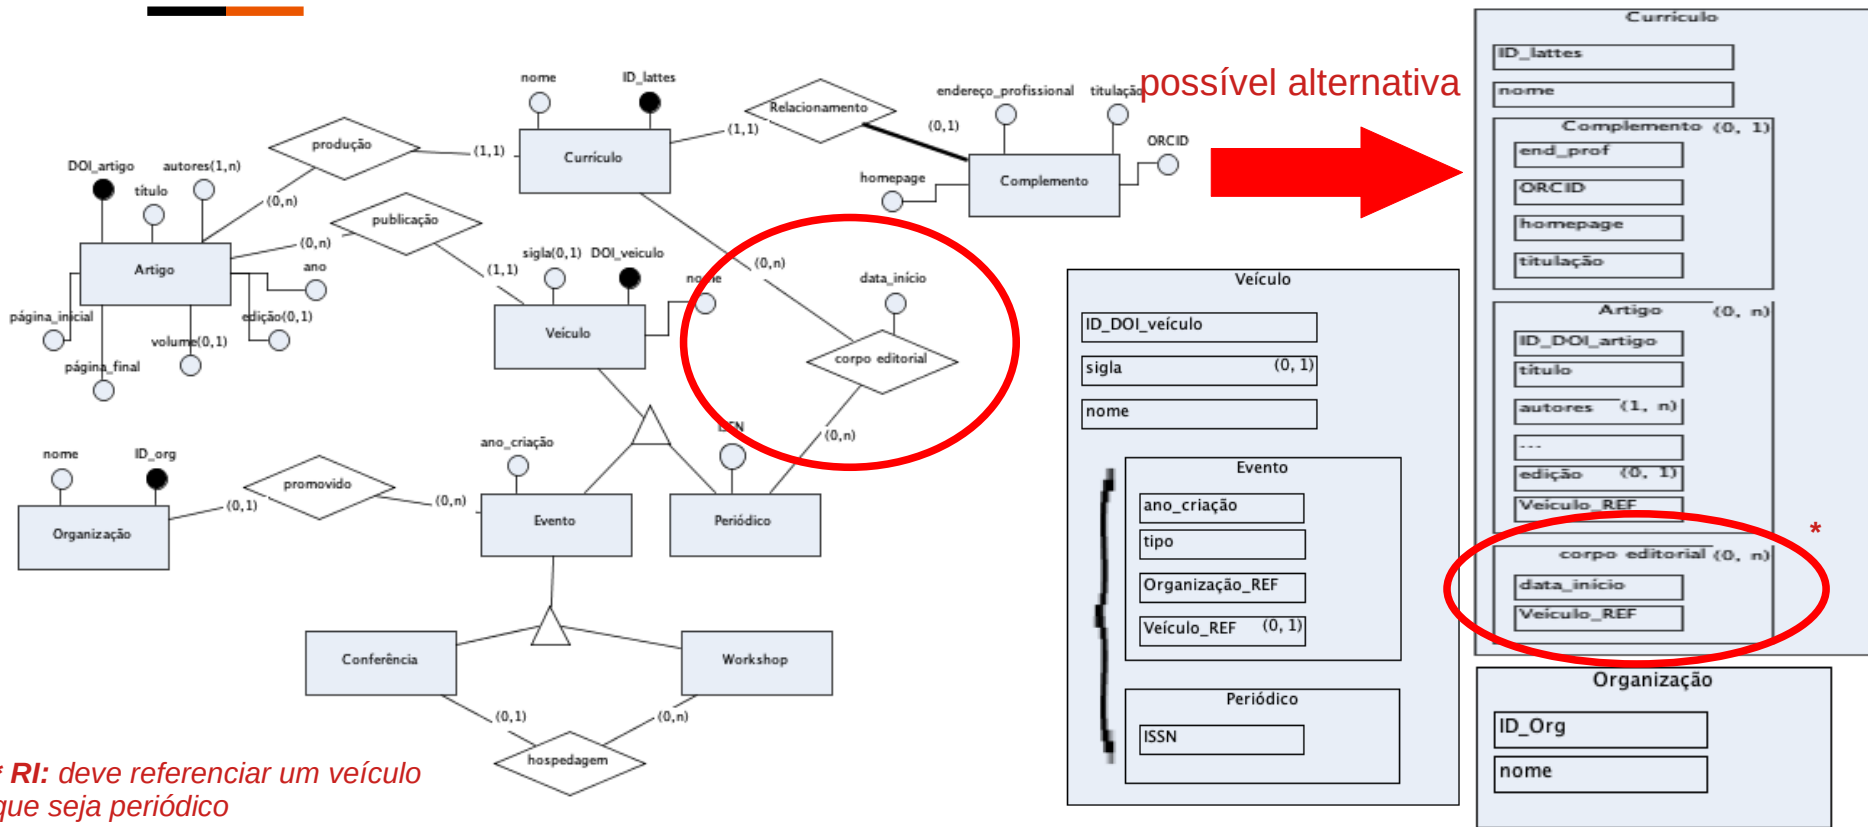 possível alternativa
nome
ID_lattes
Relacionamento
endereço_profissional
titulação
(0,1)
(1,1)
ORCID
produção
(1,1)
Currículo
homepage
Complemento
DOI_artigo
autores(1,n)
título
(0,n)
publicação
(0,n)
(1,1)
Artigo
ano
página_inicial
edição(0,1)
volume(0,1)
página_final
sigla(0,1)
DOI_veiculo
nome
Veículo
(0,n)
data_início
corpo editorial
(0,n)
ISSN
nome
ID_org
ano_criação
promovido
(0,1)
(0,n)
Organização
Evento
Periódico
Conferência
Workshop
(0,1)
(0,n)
hospedagem
* RI: deve referenciar um veículo
que seja periódico
Veículo
ID_DOI_veículo
sigla (0, 1)
nome
Evento
ano_criação
tipo
Organização_REF
Veículo_REF (0, 1)
Periódico
ISSN
Currículo
ID_lattes
nome
Complemento (0, 1)
end_prof
ORCID
homepage
titulação
Artigo (0, n)
ID_DOI_artigo
título
autores (1, n)
...
edição (0, 1)
Veículo_REF
*
corpo editorial (0, n)
data_início
Veículo_REF
Organização
ID_Org
nome